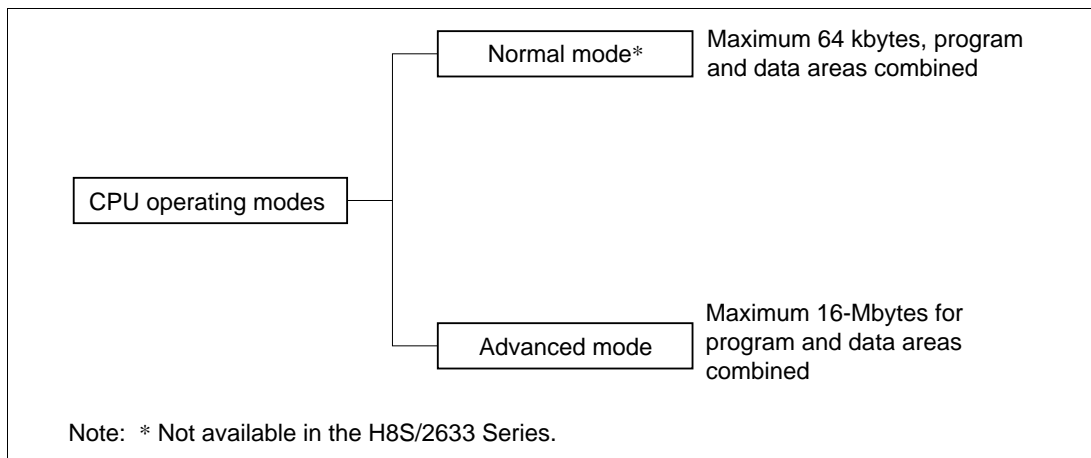 Normal mode*
Maximum 64 kbytes, program
and data areas combined
CPU operating modes
Advanced mode
Maximum 16-Mbytes for
program and data areas
combined
Note: * Not available in the H8S/2633 Series.